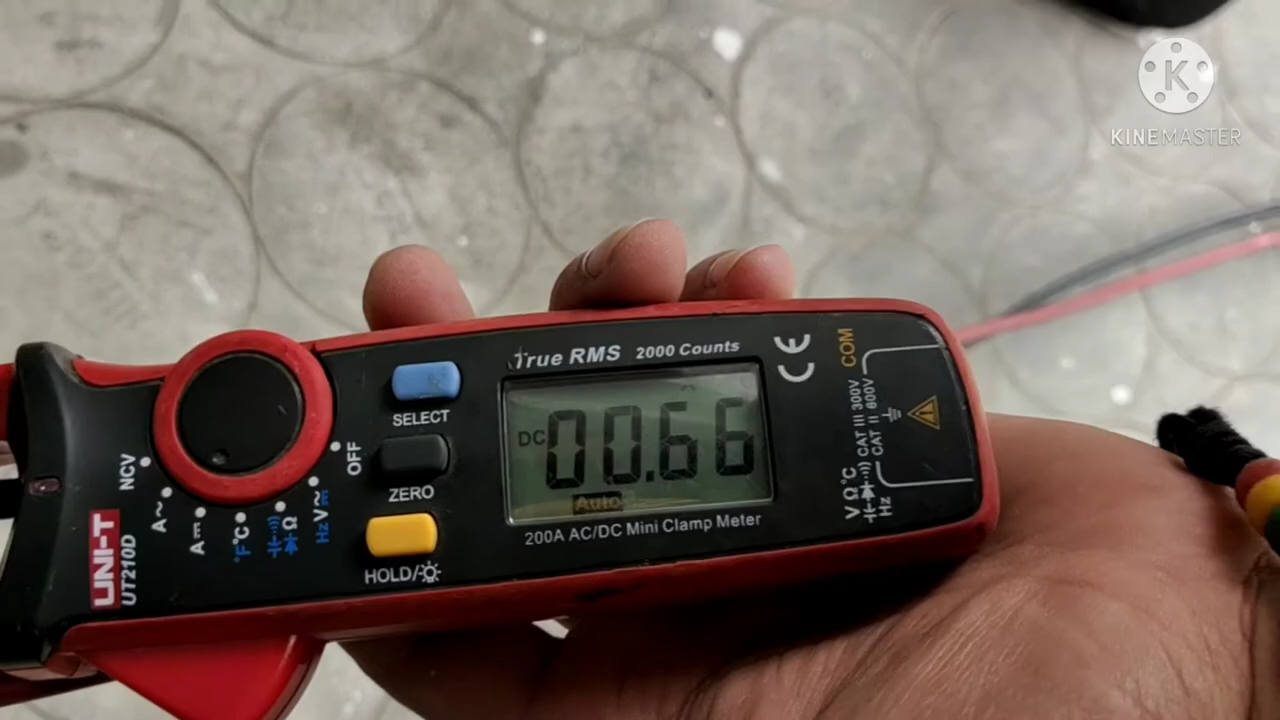 K
KINEMASTER
True RMS 2000 Counts
DC 00.66
Auto
200A AC/DC Mini Clamp Meter
SELECT
ZERO
HOLD/
OFF
NCV
A~
A
°F°C
Ω
Hz V~
UNI-T
UT210D
CE
COM
CAT III 300V
CAT II 600V
VΩ°C
Hz